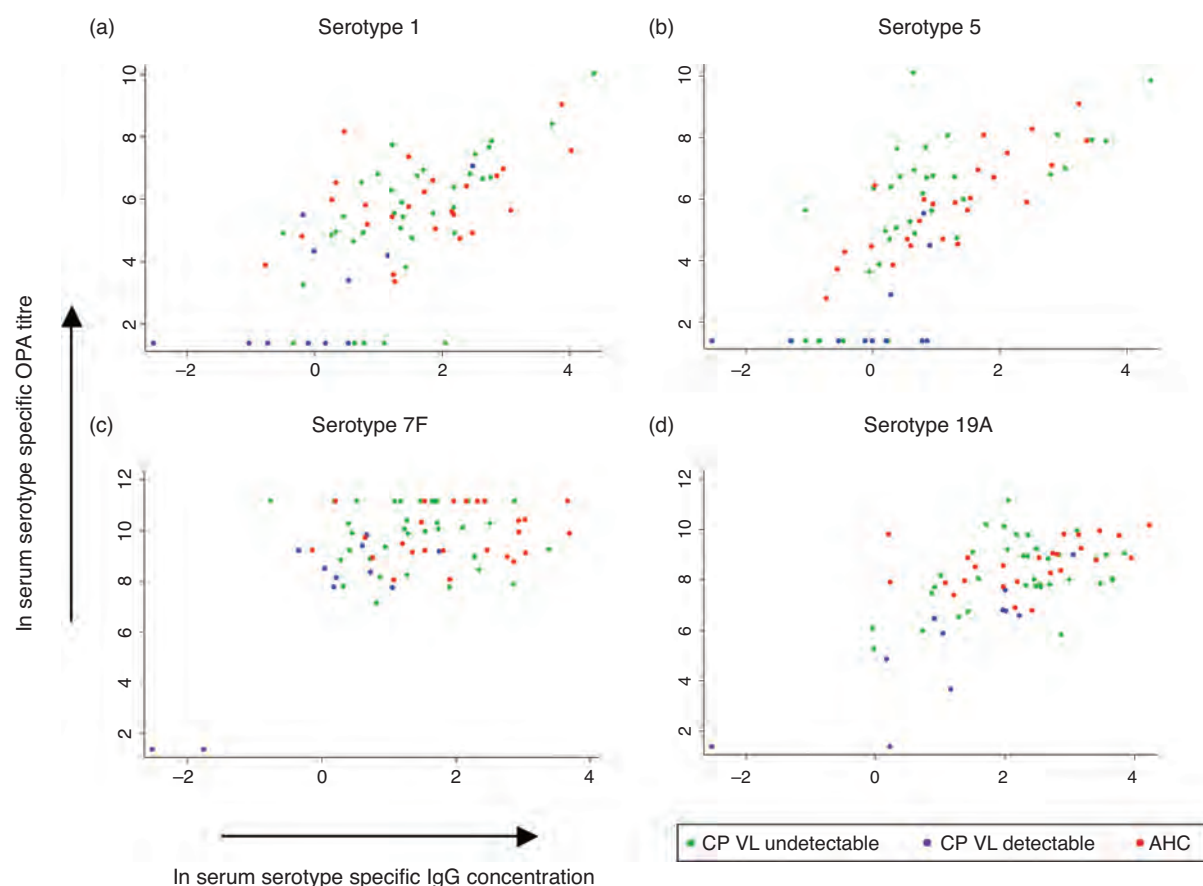 (a) Serotype 1
(b) Serotype 5
10
8
6
4
2
−2 0 2 4
10
8
6
4
2
−2 0 2 4
(c) Serotype 7F
(d) Serotype 19A
12
10
8
6
4
2
−2 0 2 4
12
10
8
6
4
2
−2 0 2 4
In serum serotype specific OPA titre
In serum serotype specific IgG concentration
CP VL undetectable CP VL detectable AHC